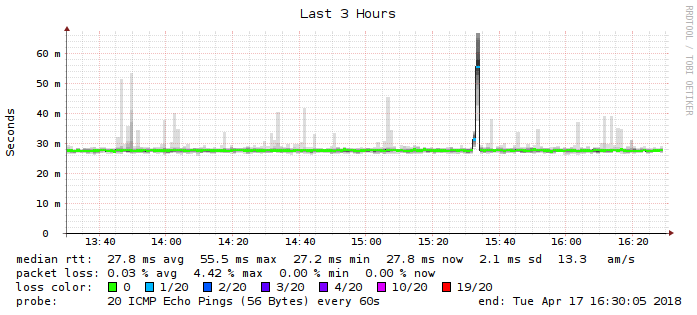 Last 3 Hours
RRDTOOL / TOBI OETIKER
Seconds
60 m
50 m
40 m
30 m
20 m
10 m
0
13:40 14:00 14:20 14:40 15:00 15:20 15:40 16:00 16:20
median rtt: 27.8 ms avg 55.5 ms max 27.2 ms min 27.8 ms now 2.1 ms sd 13.3 am/s
packet loss: 0.03 % avg 4.42 % max 0.00 % min 0.00 % now
loss color: 0 1/20 2/20 3/20 4/20 10/20 19/20
probe: 20 ICMP Echo Pings (56 Bytes) every 60s end: Tue Apr 17 16:30:05 2018